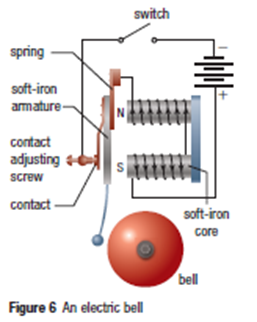 switch
spring
soft-iron
armature
N
contact
adjusting
screw
S
contact
−
+
soft-iron
core
bell
Figure 6 An electric bell